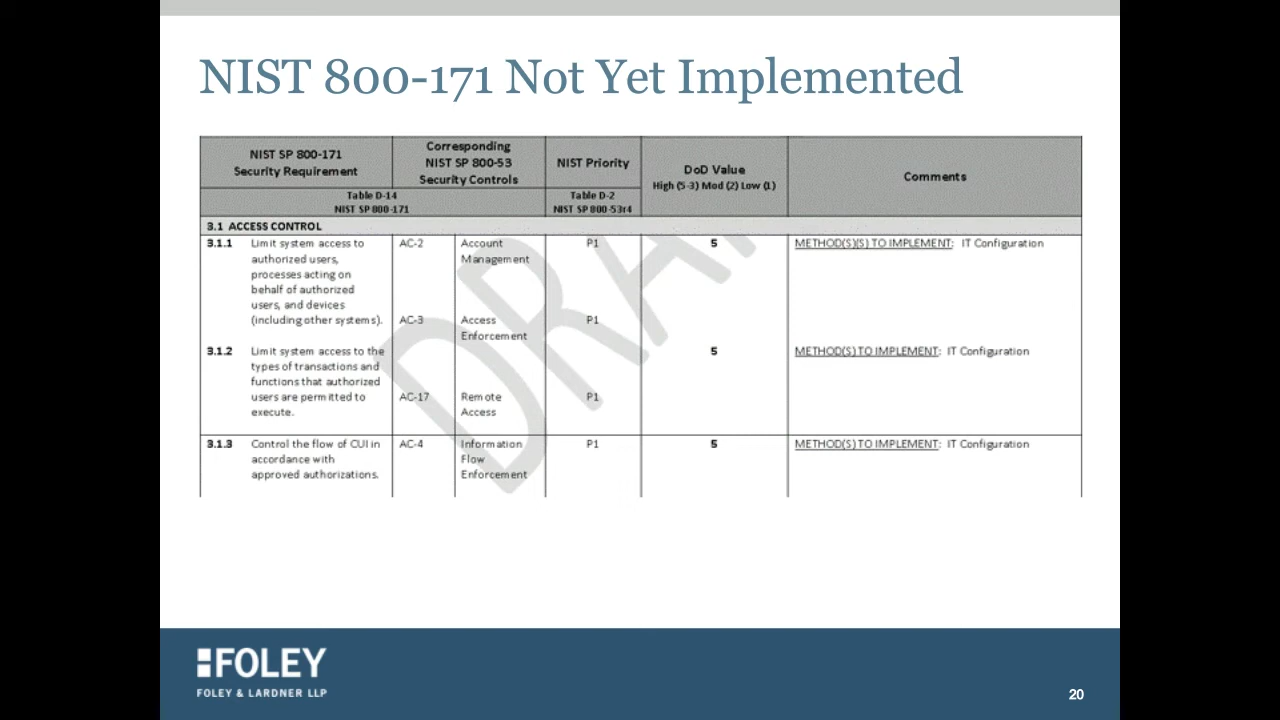 NIST 800-171 Not Yet Implemented
NIST SP 800-171
Security Requirement
Corresponding
NIST SP 800-53
Security Controls
NIST Priority
DoD Value
High (5-3) Mod (2) Low (1)
Comments
Table D-14
NIST SP 800-171
Table D-2
NIST SP 800-53r4
3.1 ACCESS CONTROL
3.1.1 Limit system access to
authorized users,
processes acting on
behalf of authorized
users, and devices
(including other systems).
AC-2 Account
Management
P1
5
METHOD(S)(S) TO IMPLEMENT: IT Configuration
AC-3 Access
Enforcement
P1
3.1.2 Limit system access to the
types of transactions and
functions that authorized
users are permitted to
execute.
5
METHOD(S) TO IMPLEMENT: IT Configuration
AC-17 Remote
Access
P1
3.1.3 Control the flow of CUI in
accordance with
approved authorizations.
AC-4 Information
Flow
Enforcement
P1
5
METHOD(S) TO IMPLEMENT: IT Configuration
DRAF
FOLEY
FOLEY & LARDNER LLP
20